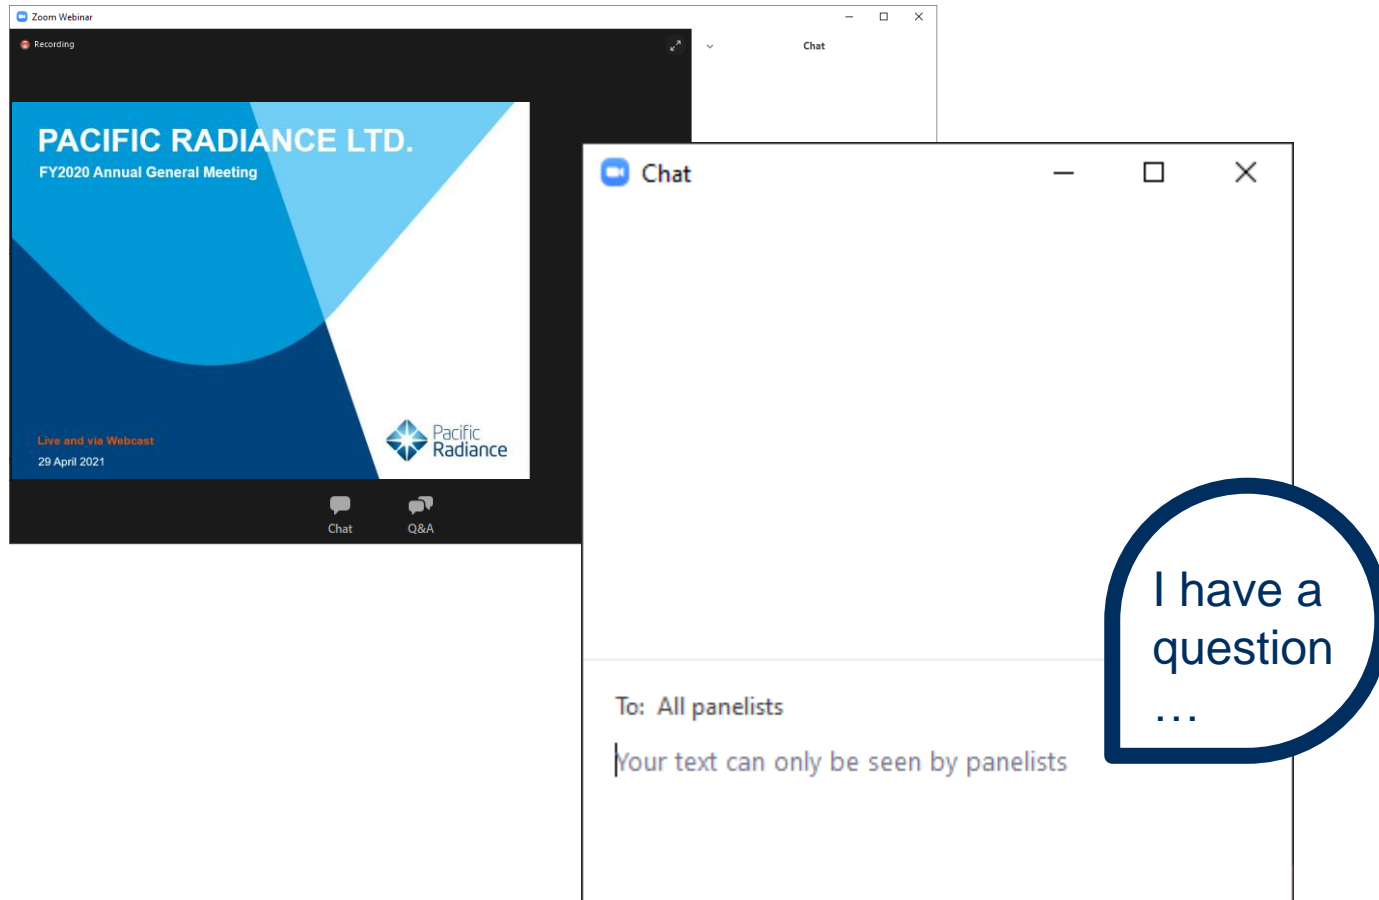 Zoom Webinar
Recording
Chat
PACIFIC RADIANCE LTD.
FY2020 Annual General Meeting
Live and via Webcast
29 April 2021
Pacific
Radiance
Chat
Q&A
Chat
To: All panelists
Your text can only be seen by panelists
I have a
question
...